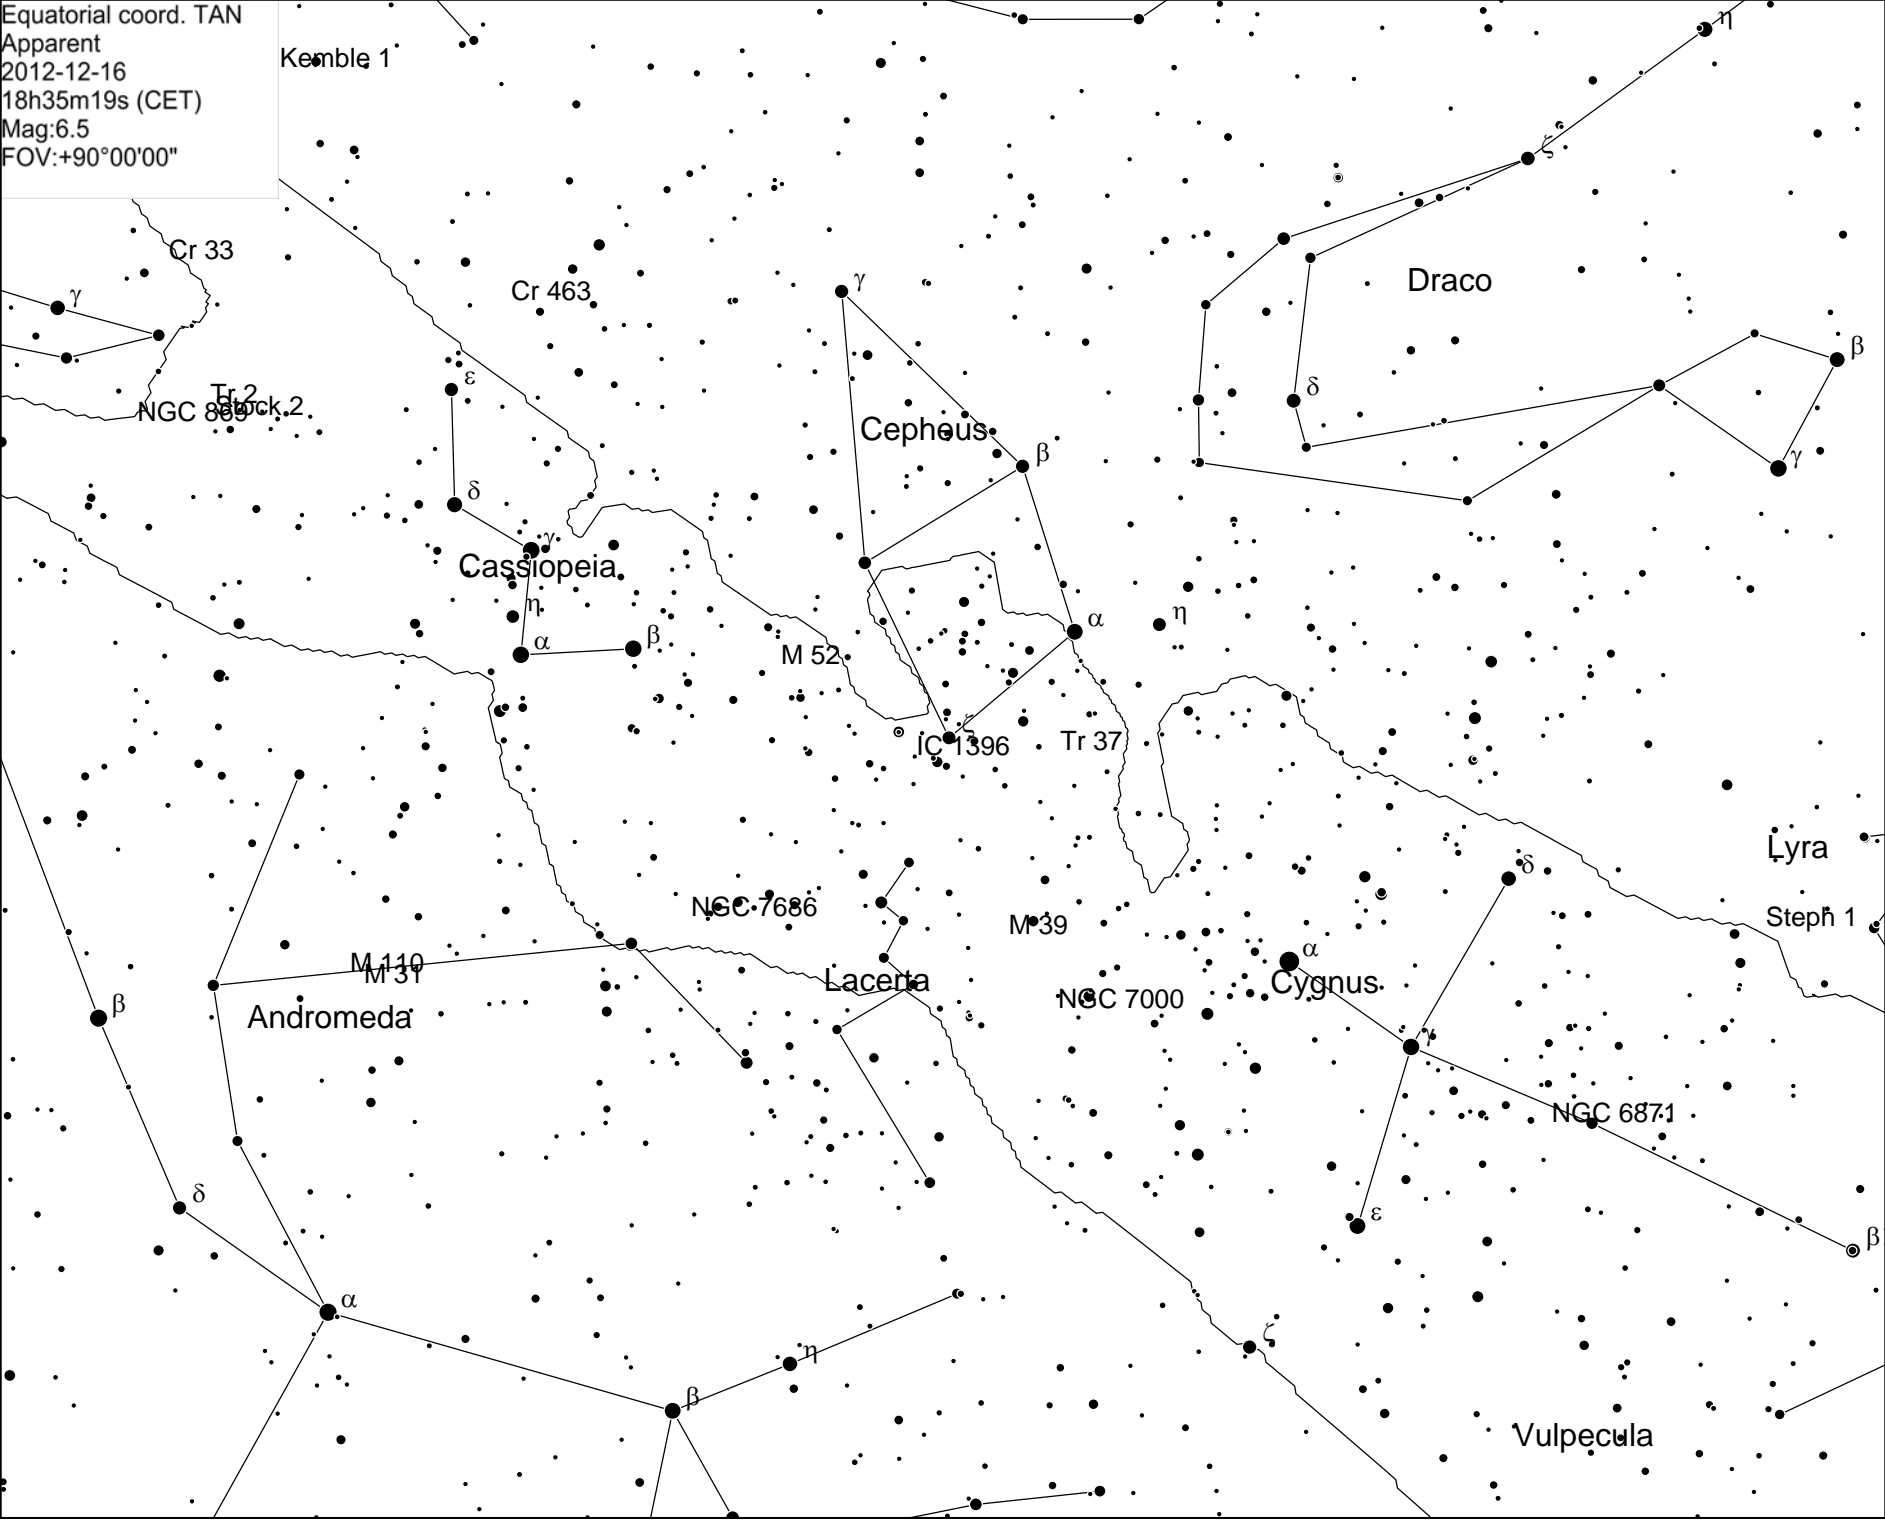 Equatorial coord. TAN
Apparent
2012-12-16
18h35m19s (CET)
Mag:6.5
FOV:+90°00'00"
Kemble 1
η
ζ
Cr 33
γ
Cr 463
γ
Draco
β
ε
δ
Tr 2
Stock 2
NGC 869
Cepheus
β
γ
δ
γ
Cassiopeia
η
α
η
α
β
M 52
ζ
IC 1396
Tr 37
Lyra
δ
NGC 7686
M 39
Steph 1
α
M 110
M 31
Lacerta
Cygnus
NGC 7000
β
Andromeda
γ
NGC 6871
δ
ε
β
α
ζ
η
β
Vulpecula